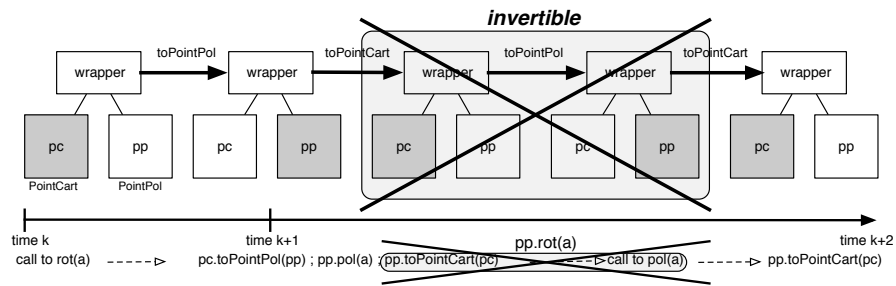 invertible
toPointPol toPointCart toPointPol toPointCart
wrapper wrapper wrapper wrapper wrapper
pc pp pc pp pc pp pc pp pc pp
PointCart PointPol
time k time k+1 pp.rot(a) time k+2
call to rot(a) pc.toPointPol(pp) ; pp.pol(a) ; pp.toPointCart(pc) call to pol(a) pp.toPointCart(pc)